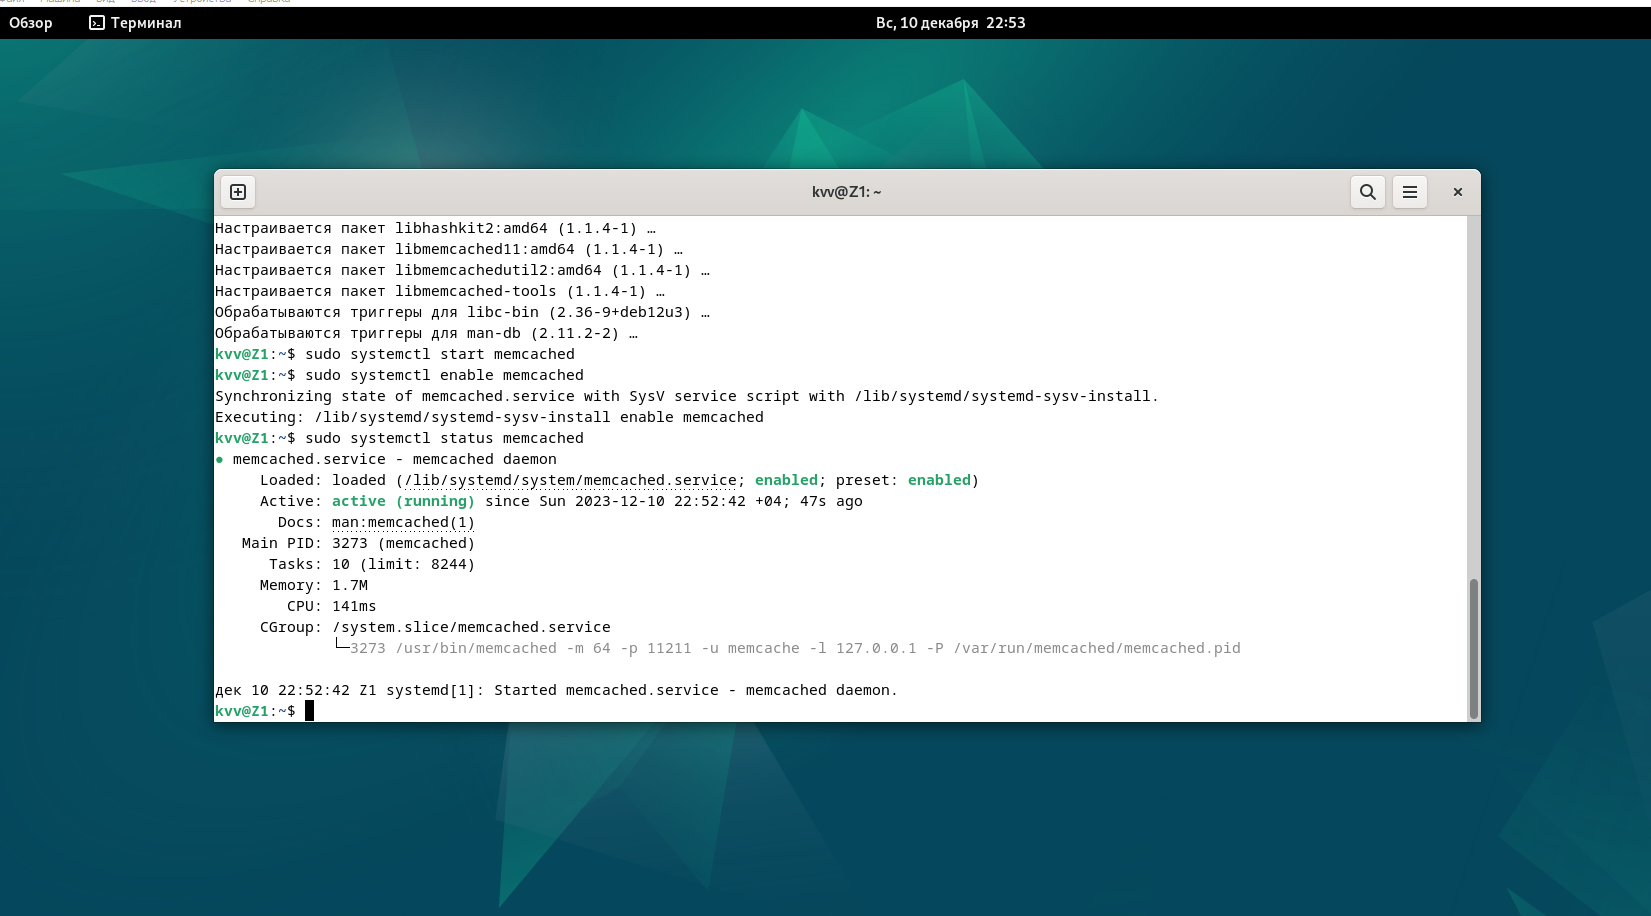 Обзор Терминал Вс, 10 декабря 22:53
kvv@Z1: ~
Настраивается пакет libhashkit2:amd64 (1.1.4-1) …
Настраивается пакет libmemcached11:amd64 (1.1.4-1) …
Настраивается пакет libmemcachedutil2:amd64 (1.1.4-1) …
Настраивается пакет libmemcached-tools (1.1.4-1) …
Обрабатываются триггеры для libc-bin (2.36-9+deb12u3) …
Обрабатываются триггеры для man-db (2.11.2-2) …
kvv@Z1:~$ sudo systemctl start memcached
kvv@Z1:~$ sudo systemctl enable memcached
Synchronizing state of memcached.service with SysV service script with /lib/systemd/systemd-sysv-install.
Executing: /lib/systemd/systemd-sysv-install enable memcached
kvv@Z1:~$ sudo systemctl status memcached
● memcached.service - memcached daemon
Loaded: loaded (/lib/systemd/system/memcached.service; enabled; preset: enabled)
Active: active (running) since Sun 2023-12-10 22:52:42 +04; 47s ago
Docs: man:memcached(1)
Main PID: 3273 (memcached)
Tasks: 10 (limit: 8244)
Memory: 1.7M
CPU: 141ms
CGroup: /system.slice/memcached.service
└─3273 /usr/bin/memcached -m 64 -p 11211 -u memcache -l 127.0.0.1 -P /var/run/memcached/memcached.pid
дек 10 22:52:42 Z1 systemd[1]: Started memcached.service - memcached daemon.
kvv@Z1:~$